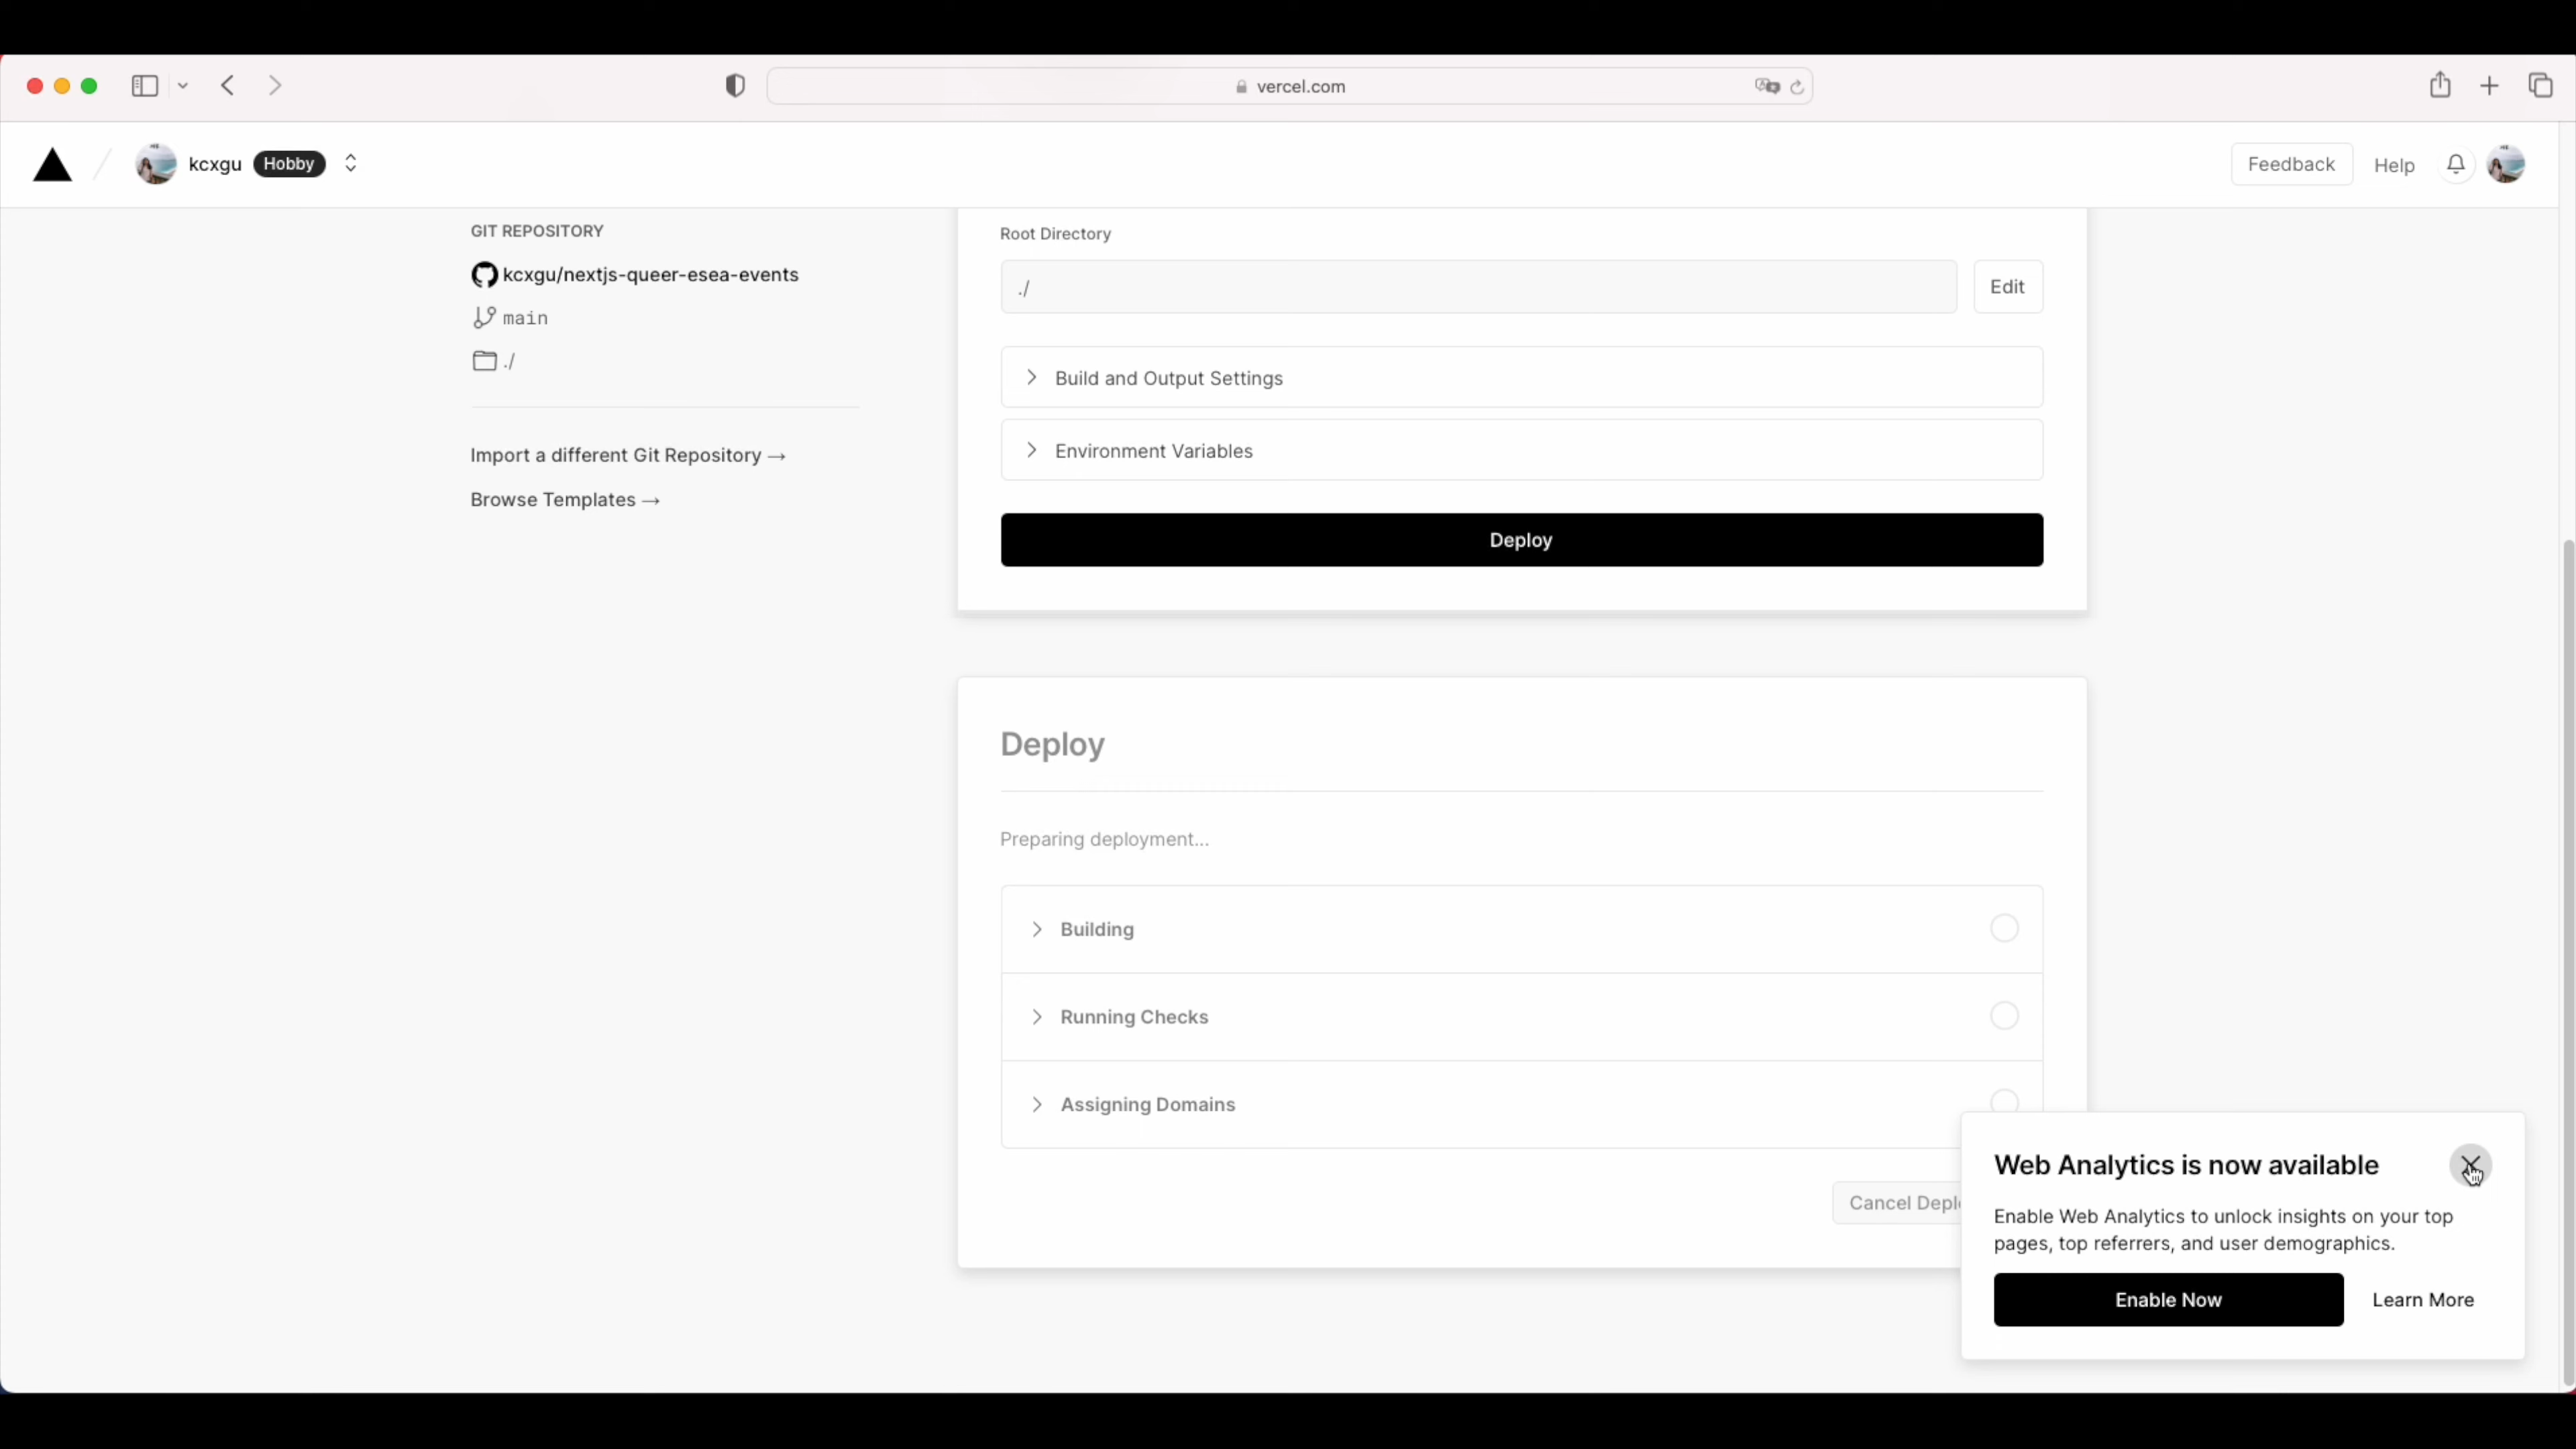 vercel.com
kcxgu Hobby
Feedback Help
GIT REPOSITORY
kcxgu/nextjs-queer-esea-events
main
./
Import a different Git Repository →
Browse Templates →
Root Directory
./
Edit
Build and Output Settings
Environment Variables
Deploy
Deploy
Preparing deployment...
Building
Running Checks
Assigning Domains
Cancel Depl
Web Analytics is now available
Enable Web Analytics to unlock insights on your top
pages, top referrers, and user demographics.
Enable Now
Learn More